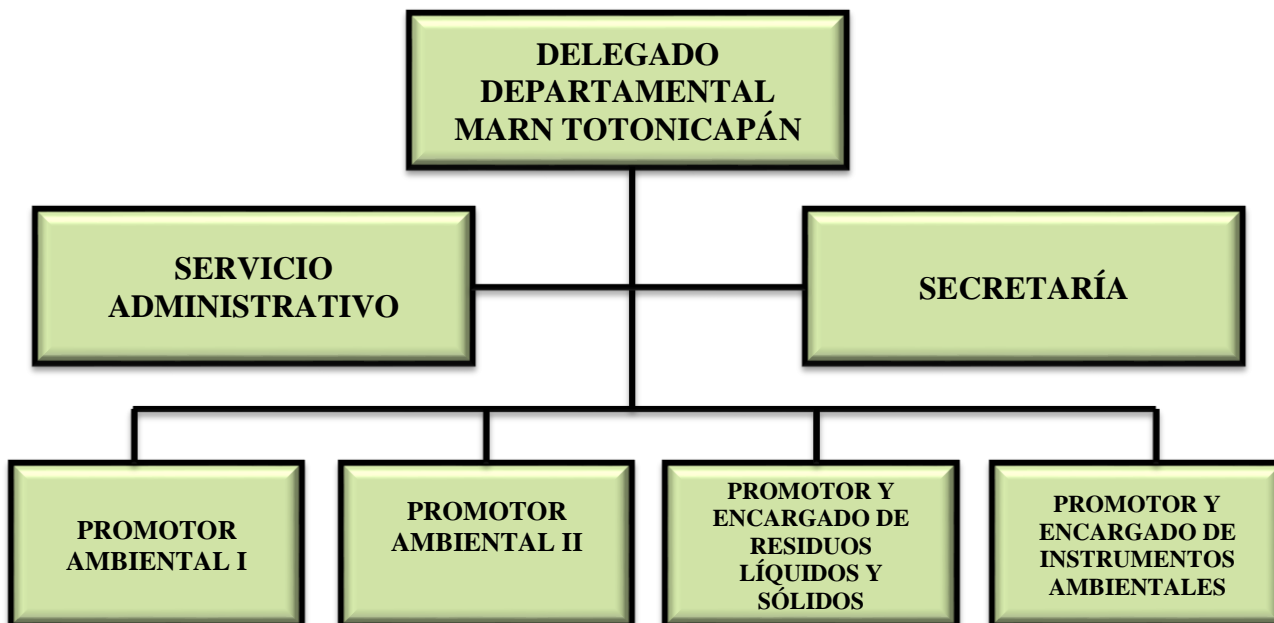 DELEGADO
DEPARTAMENTAL
MARN TOTONICAPÁN
SERVICIO
ADMINISTRATIVO
SECRETARÍA
PROMOTOR
AMBIENTAL I
PROMOTOR
AMBIENTAL II
PROMOTOR Y
ENCARGADO DE
RESIDUOS
LÍQUIDOS Y
SÓLIDOS
PROMOTOR Y
ENCARGADO DE
INSTRUMENTOS
AMBIENTALES